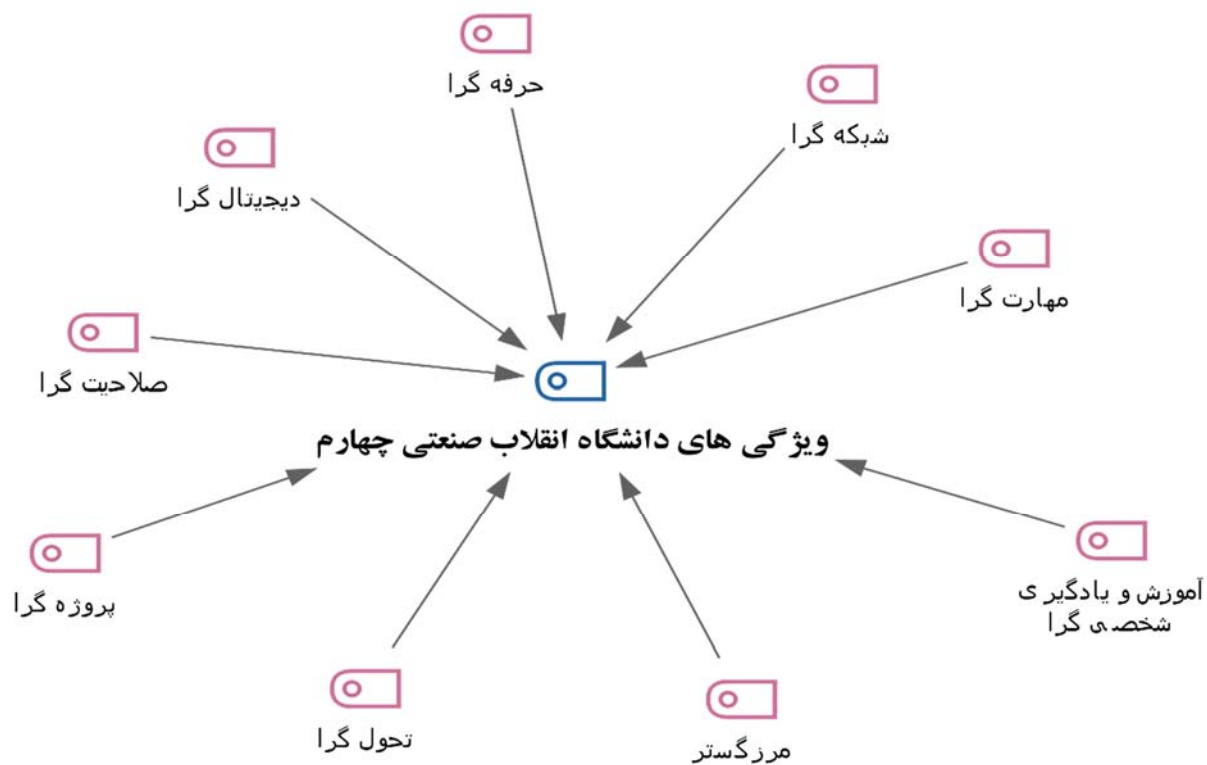 حرفه گرا
شبکه گرا
دیجیتال گرا
مهارت گرا
صلاحیت گرا
ویژگی های دانشگاه انقلاب صنعتی چهارم
آموزش و یادگیری
شخصی گرا
پروژه گرا
تحول گرا
مرزگستر